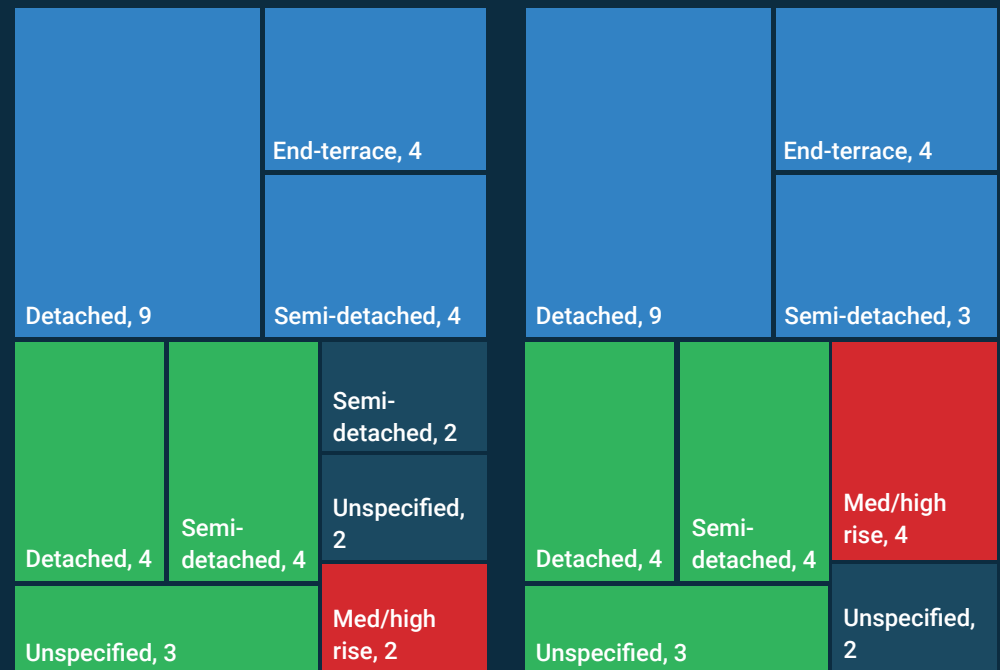 End-terrace, 4
Detached, 9
Semi-detached, 4
Semi-
detached, 2
Unspecified,
2
Detached, 4
Semi-
detached, 4
Unspecified, 3
Med/high
rise, 2
End-terrace, 4
Detached, 9
Semi-detached, 3
Detached, 4
Semi-
detached, 4
Med/high
rise, 4
Unspecified, 3
Unspecified,
2